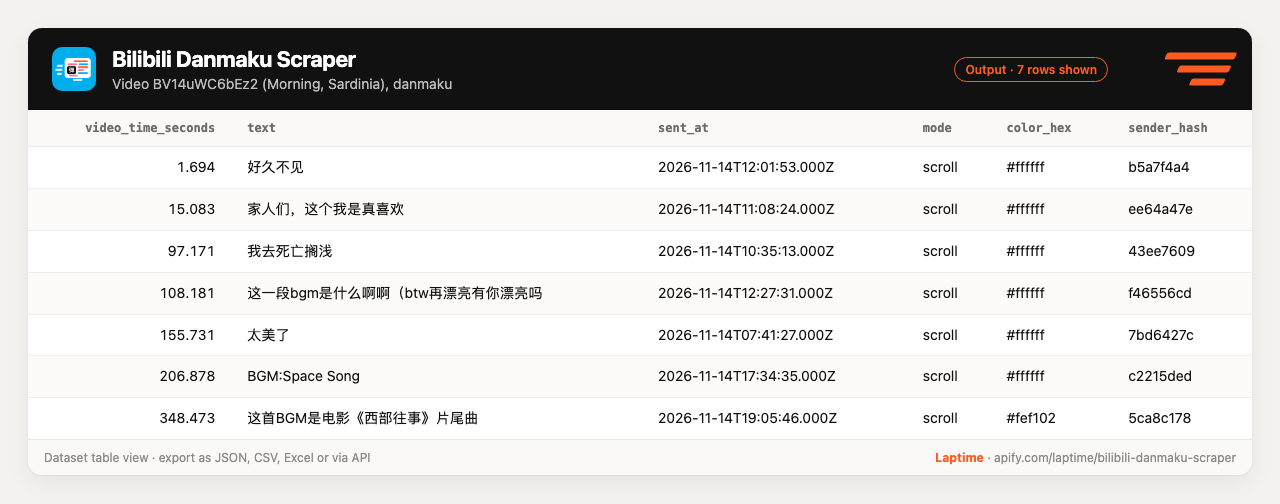 Bilibili Danmaku Scraper
Video BV14uWC6bEz2 (Morning, Sardinia), danmaku
Output · 7 rows shown
video_time_seconds text sent_at mode color_hex sender_hash
1.694 好久不见 2026-11-14T12:01:53.000Z scroll #ffffff b5a7f4a4
15.083 家人们，这个我是真喜欢 2026-11-14T11:08:24.000Z scroll #ffffff ee64a47e
97.171 我去死亡搁浅 2026-11-14T10:35:13.000Z scroll #ffffff 43ee7609
108.181 这一段bgm是什么啊啊（btw再漂亮有你漂亮吗 2026-11-14T12:27:31.000Z scroll #ffffff f46556cd
155.731 太美了 2026-11-14T07:41:27.000Z scroll #ffffff 7bd6427c
206.878 BGM:Space Song 2026-11-14T17:34:35.000Z scroll #ffffff c2215ded
348.473 这首BGM是电影《西部往事》片尾曲 2026-11-14T19:05:46.000Z scroll #fef102 5ca8c178
Dataset table view · export as JSON, CSV, Excel or via API
Laptime · apify.com/laptime/bilibili-danmaku-scraper